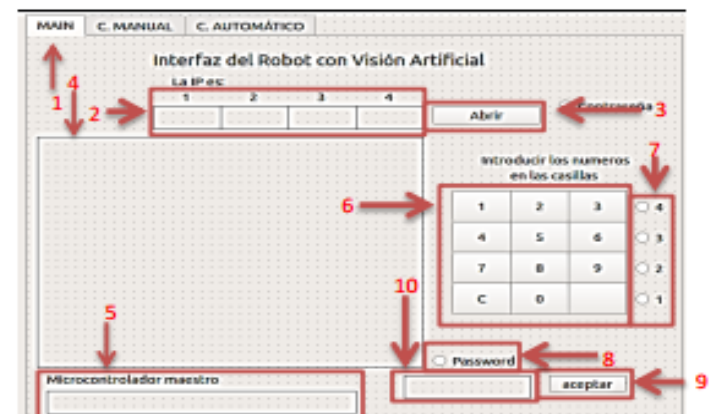 MAIN C. MANUAL C. AUTOMÁTICO
Interfaz del Robot con Visión Artificial
La IP es:
1 2 3 4
Abrir
Contraseña
1
2
3
4
Introducir los numeros
en las casillas
7
6
1 2 3
4 5 6
7 8 9
C 0
4
3
2
1
10
5
Password
8
Microcontrolador maestro
aceptar
9